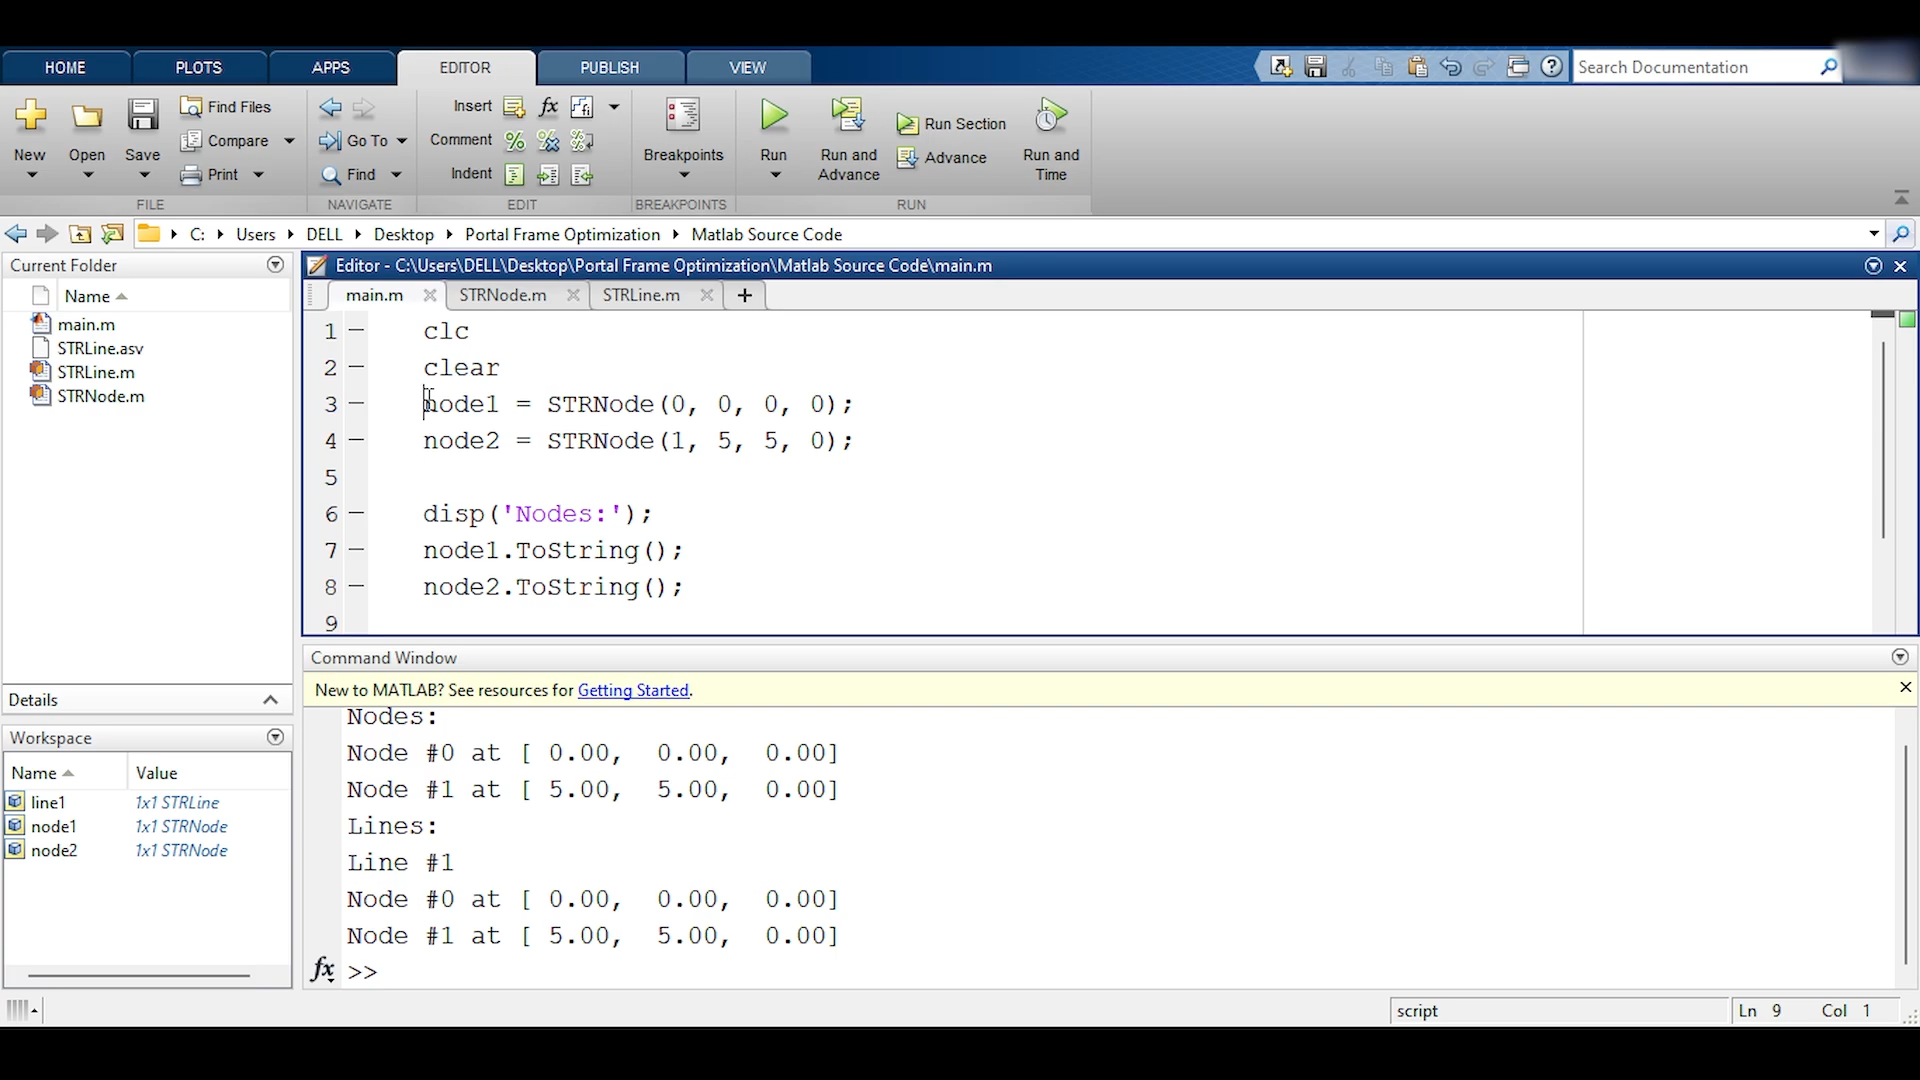 HOME PLOTS APPS EDITOR PUBLISH VIEW Search Documentation
New Open Save Find Files Compare Print
FILE
Go To Find
NAVIGATE
Insert fx
Comment
Indent
EDIT
Breakpoints
BREAKPOINTS
Run Run and Advance Run Section Advance Run and Time
RUN
C: Users DELL Desktop Portal Frame Optimization Matlab Source Code
Current Folder
Name
main.m
STRLine.asv
STRLine.m
STRNode.m
Details
Workspace
Name Value
line1 1x1 STRLine
node1 1x1 STRNode
node2 1x1 STRNode
Editor - C:\Users\DELL\Desktop\Portal Frame Optimization\Matlab Source Code\main.m
main.m STRNode.m STRLine.m
1 clc
2 clear
3 node1 = STRNode(0, 0, 0, 0);
4 node2 = STRNode(1, 5, 5, 0);
5
6 disp('Nodes:');
7 node1.ToString();
8 node2.ToString();
9
Command Window
New to MATLAB? See resources for Getting Started.
Nodes:
Node #0 at [ 0.00, 0.00, 0.00]
Node #1 at [ 5.00, 5.00, 0.00]
Lines:
Line #1
Node #0 at [ 0.00, 0.00, 0.00]
Node #1 at [ 5.00, 5.00, 0.00]
fx >>
script Ln 9 Col 1